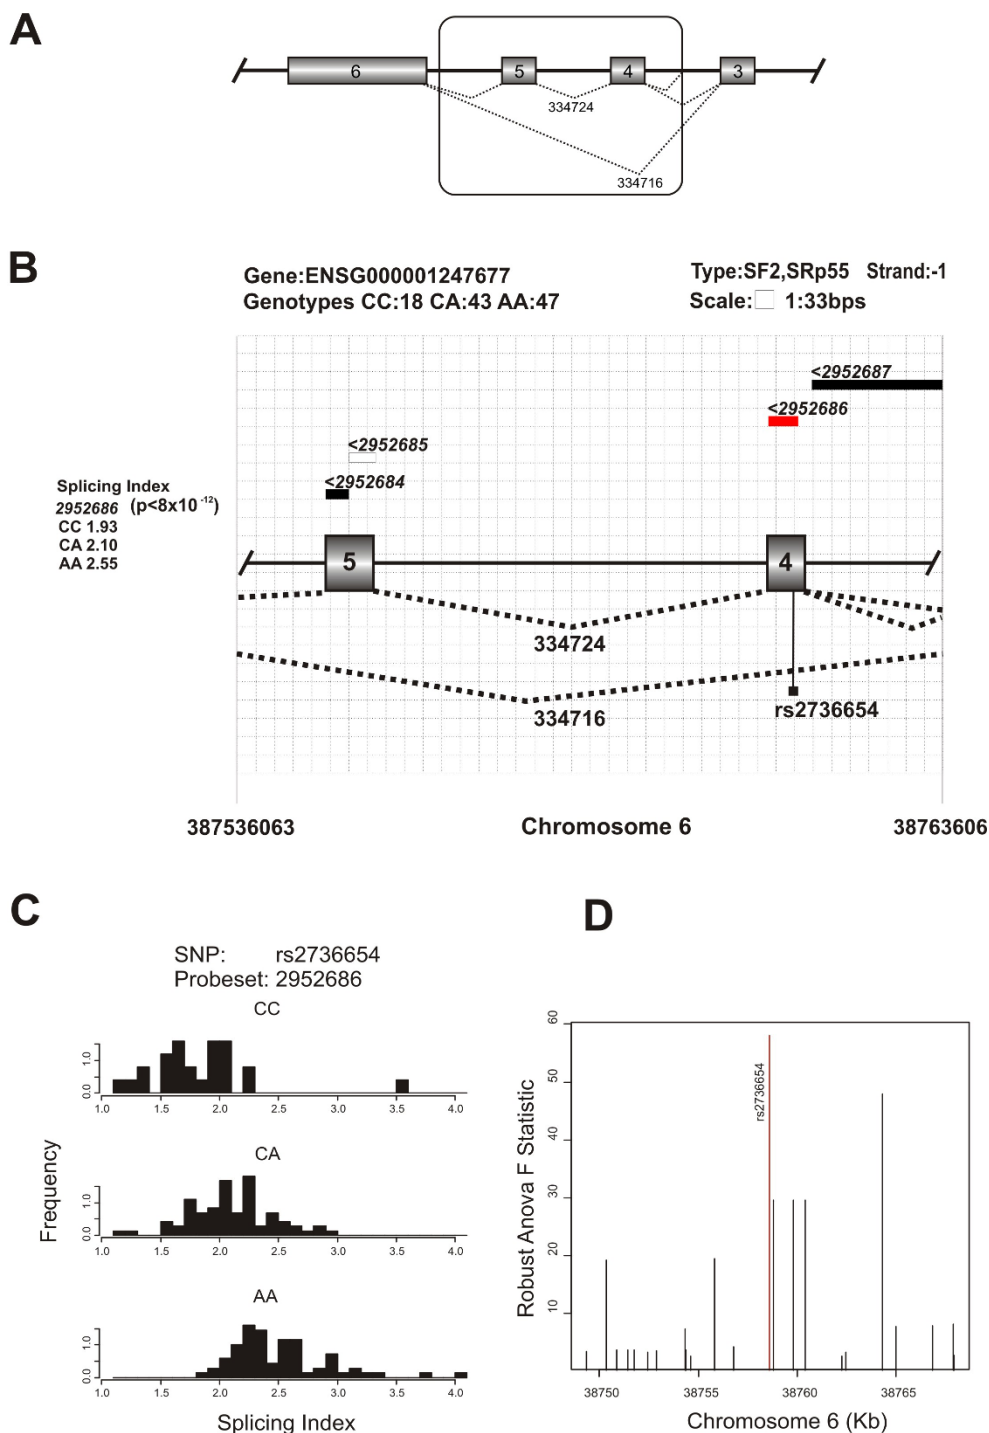 A
6
5
4
3
334724
334716
B
Gene:ENSG000001247677
Genotypes CC:18 CA:43 AA:47
Type:SF2,SRp55 Strand:-1
Scale: 1:33bps
<2952687
<2952686
<2952685
<2952684
Splicing Index
2952686 (p<8x10-12)
CC 1.93
CA 2.10
AA 2.55
5
4
334724
334716
rs2736654
387536063
Chromosome 6
38763606
C
SNP: rs2736654
Probeset: 2952686
CC
1.0
0.0
1.0 1.5 2.0 2.5 3.0 3.5 4.0
CA
1.0
0.0
1.0 1.5 2.0 2.5 3.0 3.5 4.0
AA
1.0
0.0
1.0 1.5 2.0 2.5 3.0 3.5 4.0
Frequency
Splicing Index
D
rs2736654
60
50
40
30
20
10
Robust Anova F Statistic
38750 38755 38760 38765
Chromosome 6 (Kb)